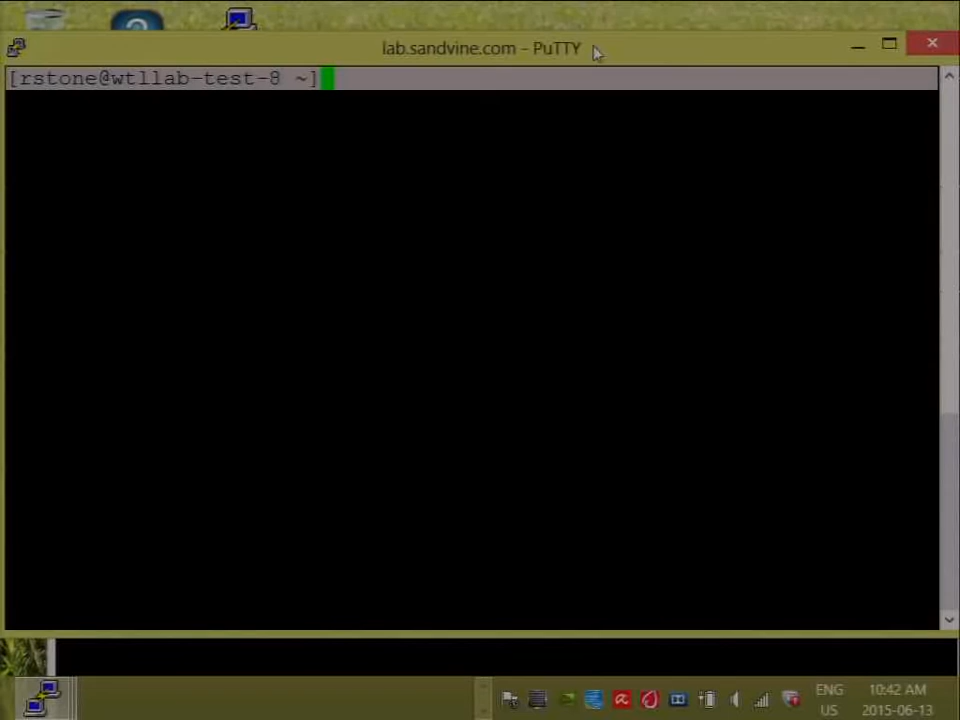 lab.sandvine.com - PuTTY
[rstone@wtllab-test-8 ~]
ENG 10:42 AM
US 2015-06-13